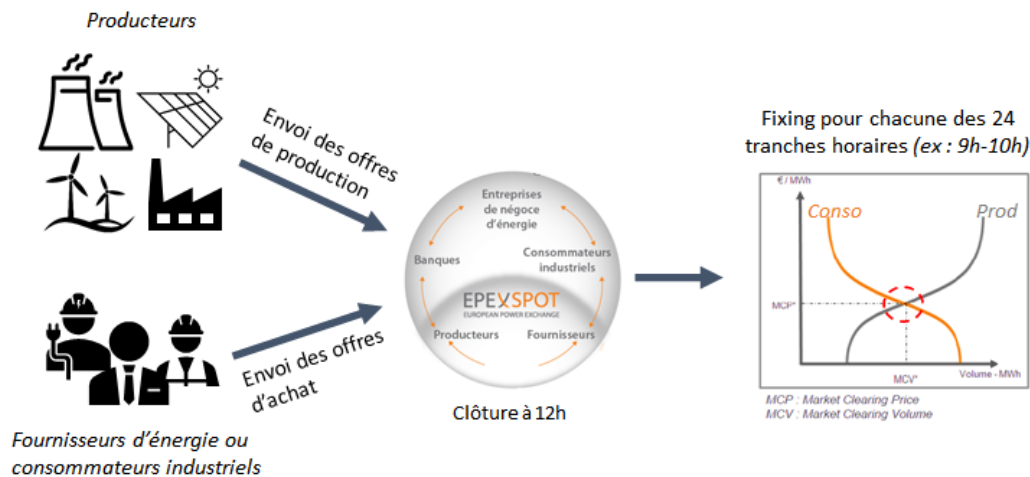 Producteurs
Envoi des offres
de production
Fixing pour chacune des 24
tranches horaires (ex : 9h-10h)
€ / MWh
Conso
Prod
MCP*
MCV*
Volume - MWh
MCP : Market Clearing Price
MCV : Market Clearing Volume
Entreprises
de négoce
d'énergie
Banques
Consommateurs
industriels
EPEXSPOT
EUROPEAN POWER EXCHANGE
Producteurs
Fournisseurs
Clôture à 12h
Envoi des offres
d'achat
Fournisseurs d'énergie ou
consommateurs industriels